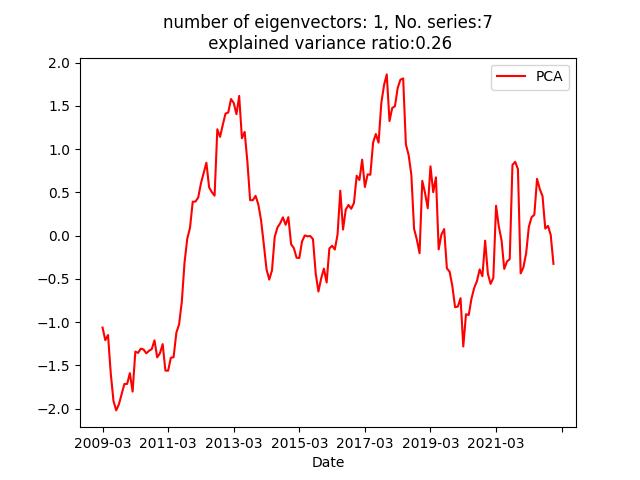 number of eigenvectors: 1, No. series:7
explained variance ratio:0.26
PCA
2.0
1.5
1.0
0.5
0.0
−0.5
−1.0
−1.5
−2.0
2009-03 2011-03 2013-03 2015-03 2017-03 2019-03 2021-03
Date